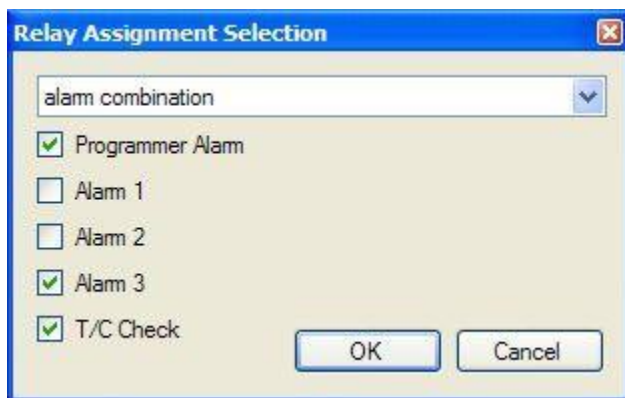 Relay Assignment Selection
alarm combination
Programmer Alarm
Alarm 1
Alarm 2
Alarm 3
T/C Check
OK
Cancel